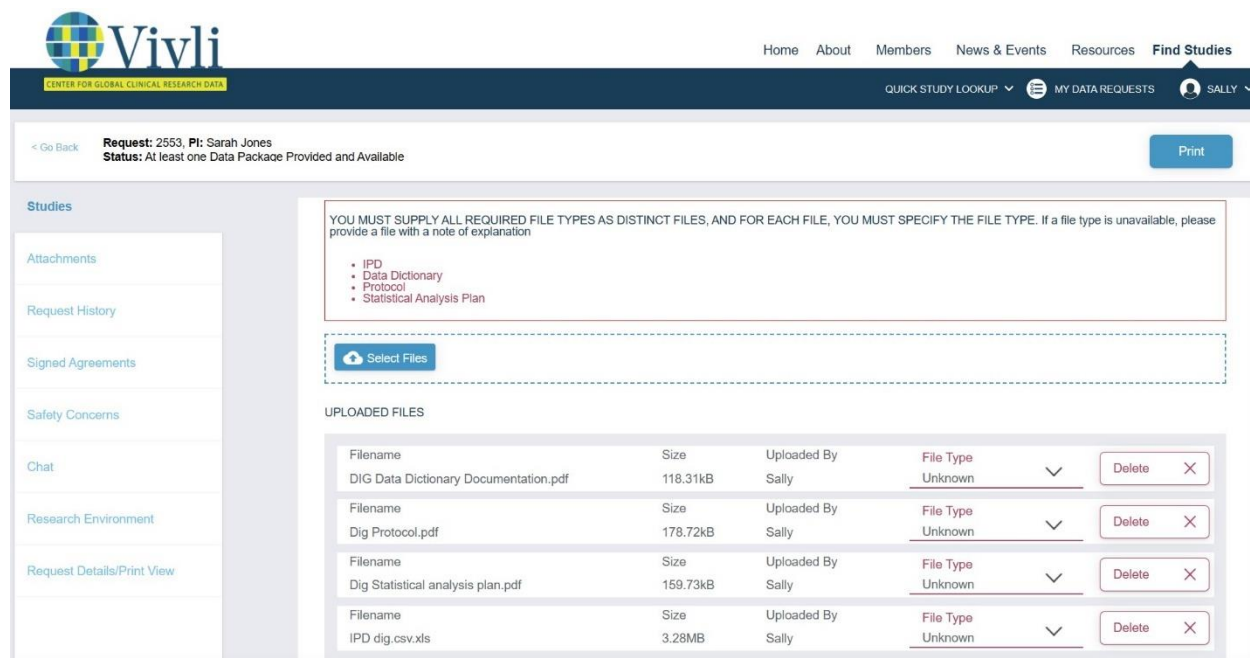 Vivli
CENTER FOR GLOBAL CLINICAL RESEARCH DATA
Home About Members News & Events Resources Find Studies
QUICK STUDY LOOKUP MY DATA REQUESTS SALLY
< Go Back
Request: 2553, PI: Sarah Jones
Status: At least one Data Package Provided and Available
Print
Studies
Attachments
Request History
Signed Agreements
Safety Concerns
Chat
Research Environment
Request Details/Print View
YOU MUST SUPPLY ALL REQUIRED FILE TYPES AS DISTINCT FILES, AND FOR EACH FILE, YOU MUST SPECIFY THE FILE TYPE. If a file type is unavailable, please
provide a file with a note of explanation
• IPD
• Data Dictionary
• Protocol
• Statistical Analysis Plan
Select Files
UPLOADED FILES
Filename Size Uploaded By File Type
DIG Data Dictionary Documentation.pdf 118.31kB Sally Unknown Delete X
Filename Size Uploaded By File Type
Dig Protocol.pdf 178.72kB Sally Unknown Delete X
Filename Size Uploaded By File Type
Dig Statistical analysis plan.pdf 159.73kB Sally Unknown Delete X
Filename Size Uploaded By File Type
IPD dig.csv.xls 3.28MB Sally Unknown Delete X